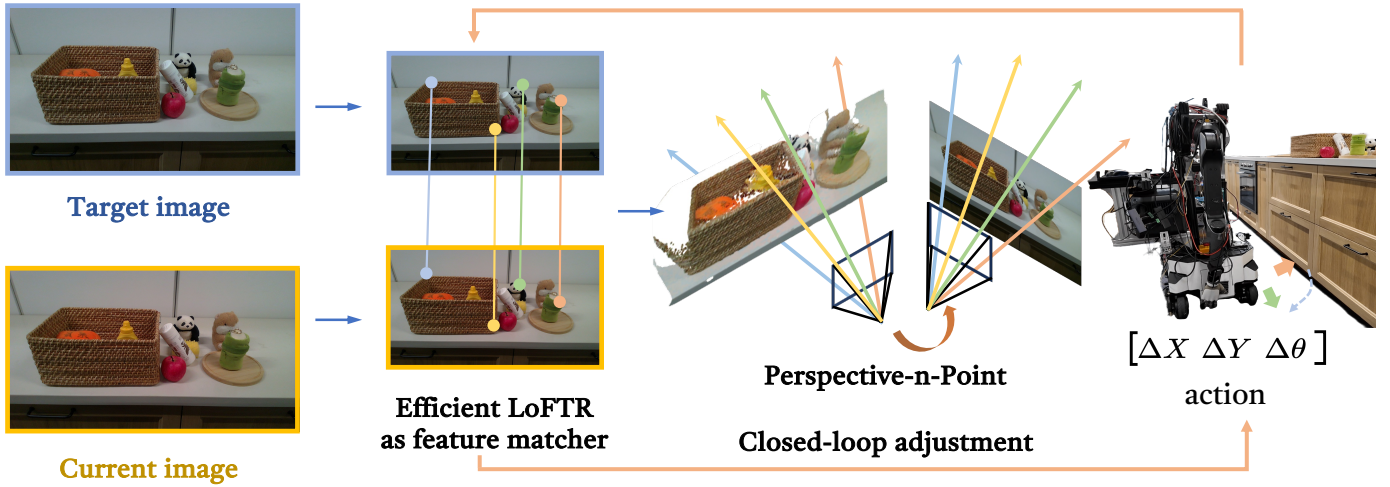 Target image
Current image
Efficient LoFTR
as feature matcher
Perspective-n-Point
Closed-loop adjustment
[ΔX ΔY Δθ]
action